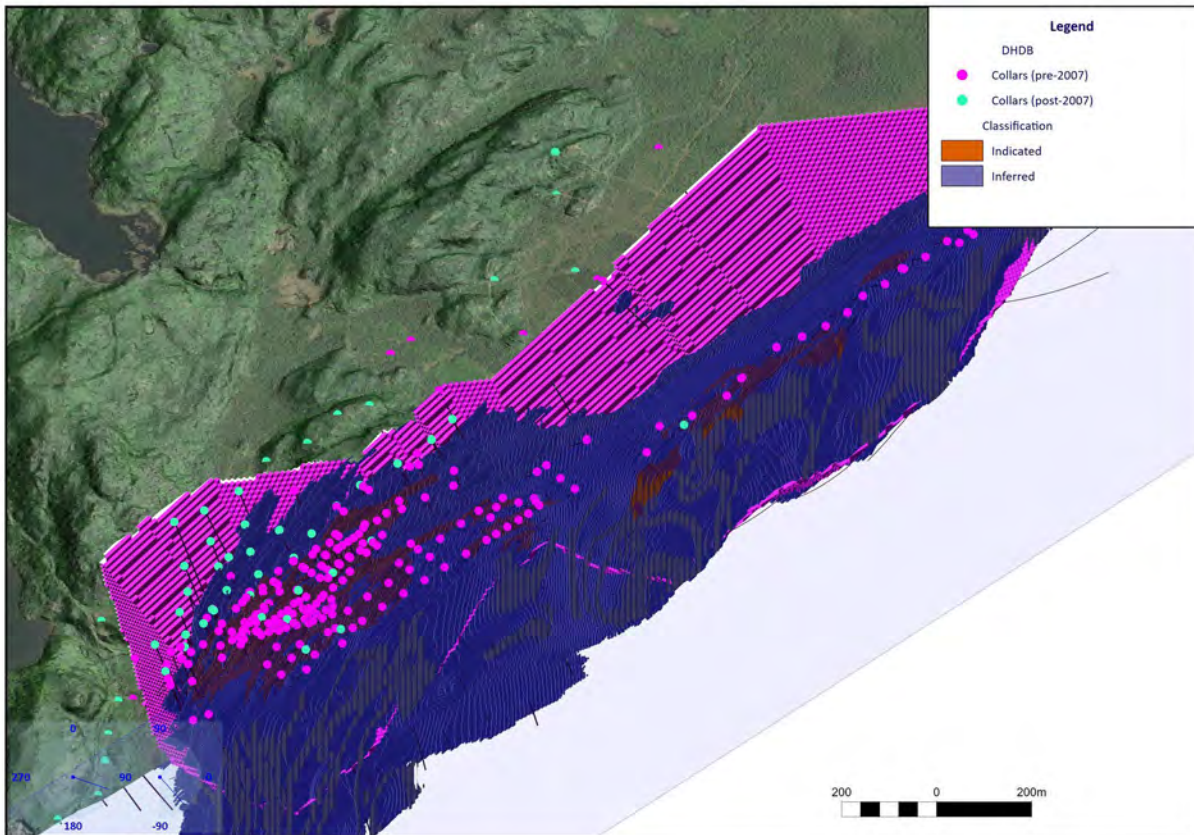 Legend
DHDB
Collars (pre-2007)
Collars (post-2007)
Classification
Indicated
Inferred
0 90
270 90 0
180 -90
200 0 200m